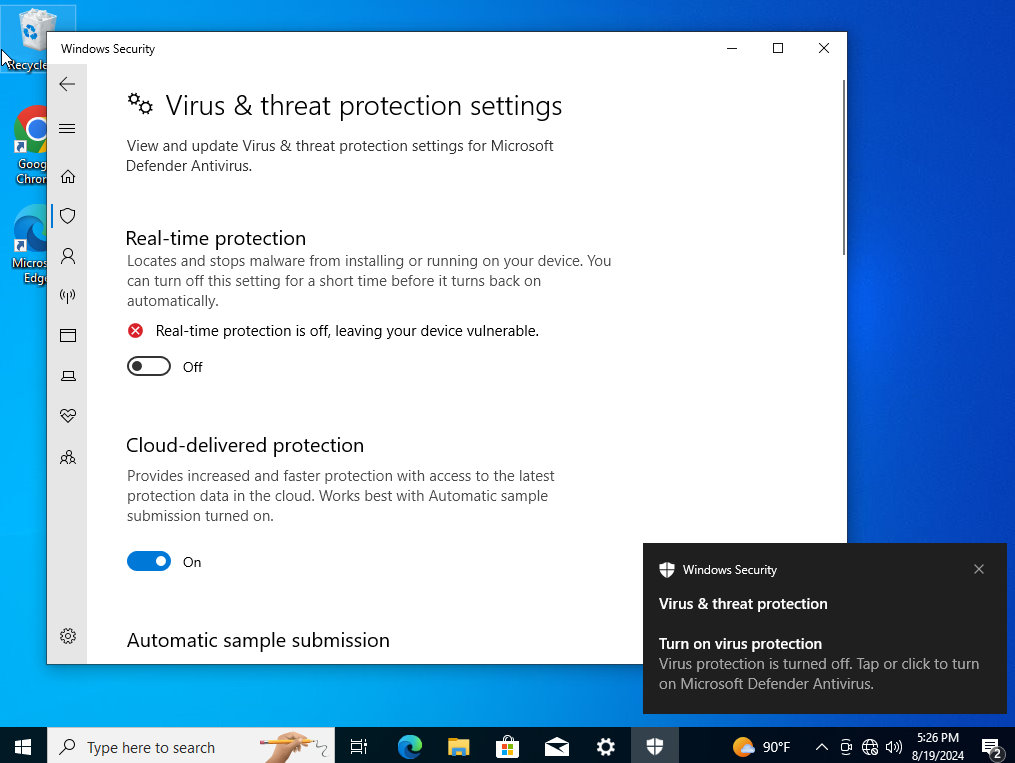 Recycle
Windows Security
Virus & threat protection settings
View and update Virus & threat protection settings for Microsoft
Defender Antivirus.
Goog
Chron
Real-time protection
Locates and stops malware from installing or running on your device. You
can turn off this setting for a short time before it turns back on
automatically.
Micros
Edge
Real-time protection is off, leaving your device vulnerable.
Off
Cloud-delivered protection
Provides increased and faster protection with access to the latest
protection data in the cloud. Works best with Automatic sample
submission turned on.
On
Automatic sample submission
Windows Security
Virus & threat protection
Turn on virus protection
Virus protection is turned off. Tap or click to turn
on Microsoft Defender Antivirus.
Type here to search
90°F
5:26 PM
8/19/2024
2